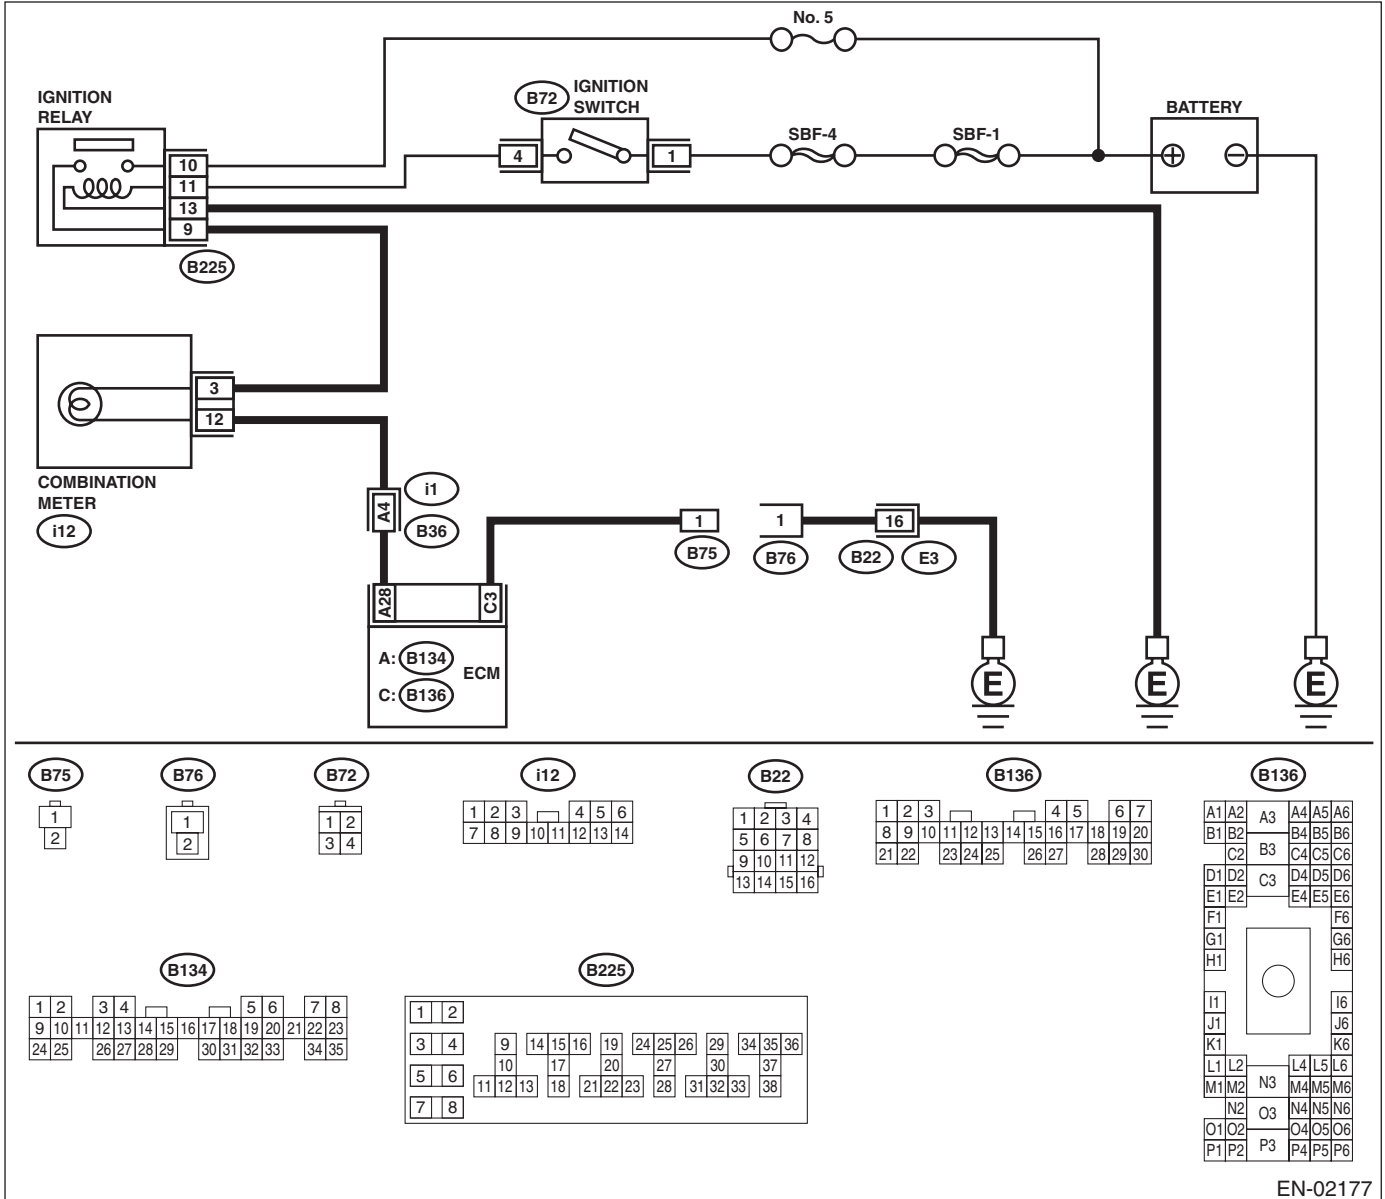 No. 5
IGNITION
RELAY
B72
IGNITION
SWITCH
SBF-4
SBF-1
BATTERY
10
11
13
9
4
1
B225
3
12
COMBINATION
METER
i12
A4
i1
B36
A28
C3
A: B134
C: B136
ECM
1
B75
1
B76
16
B22
E3
E
E
E
B75
1
2
B76
1
2
B72
1 2
3 4
i12
1 2 3 4 5 6
7 8 9 10 11 12 13 14
B22
1 2 3 4
5 6 7 8
9 10 11 12
13 14 15 16
B136
1 2 3 4 5 6 7
8 9 10 11 12 13 14 15 16 17 18 19 20
21 22 23 24 25 26 27 28 29 30
B136
A1 A2 A3 A4 A5 A6
B1 B2 B3 B4 B5 B6
C2 C3 C4 C5 C6
D1 D2 D4 D5 D6
E1 E2 E4 E5 E6
F1 F6
G1 G6
H1 H6
I1 I6
J1 J6
K1 K6
L1 L2 L4 L5 L6
M1 M2 N3 M4 M5 M6
N2 O3 N4 N5 N6
O1 O2 O4 O5 O6
P1 P2 P3 P4 P5 P6
B134
1 2 3 4 5 6 7 8
9 10 11 12 13 14 15 16 17 18 19 20 21 22 23
24 25 26 27 28 29 30 31 32 33 34 35
B225
1 2
3 4 9 14 15 16 19 24 25 26 29 34 35 36
5 6 10 17 20 27 30 37
11 12 13 18 21 22 23 28 31 32 33 38
7 8
EN-02177